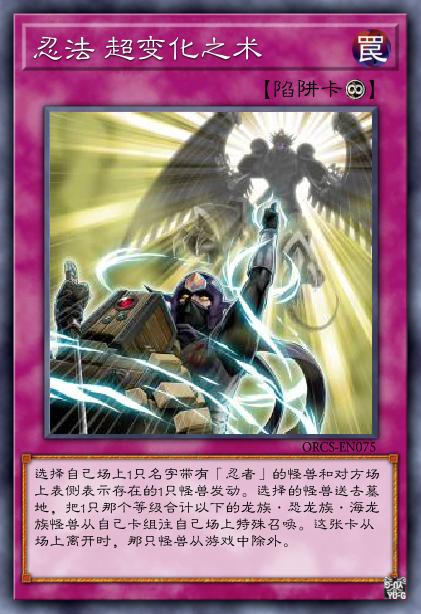 忍法 超变化之术
罠
【陷阱卡∞】
ORCS-EN075
选择自己场上1只名字带有「忍者」的怪兽和对方场
上表侧表示存在的1只怪兽发动。选择的怪兽送去墓
地，把1只那个等级合计以下的龙族·恐龙族·海龙
族怪兽从自己卡组特殊召唤。这张卡从
场上离开时，那只怪兽从游戏中除外。